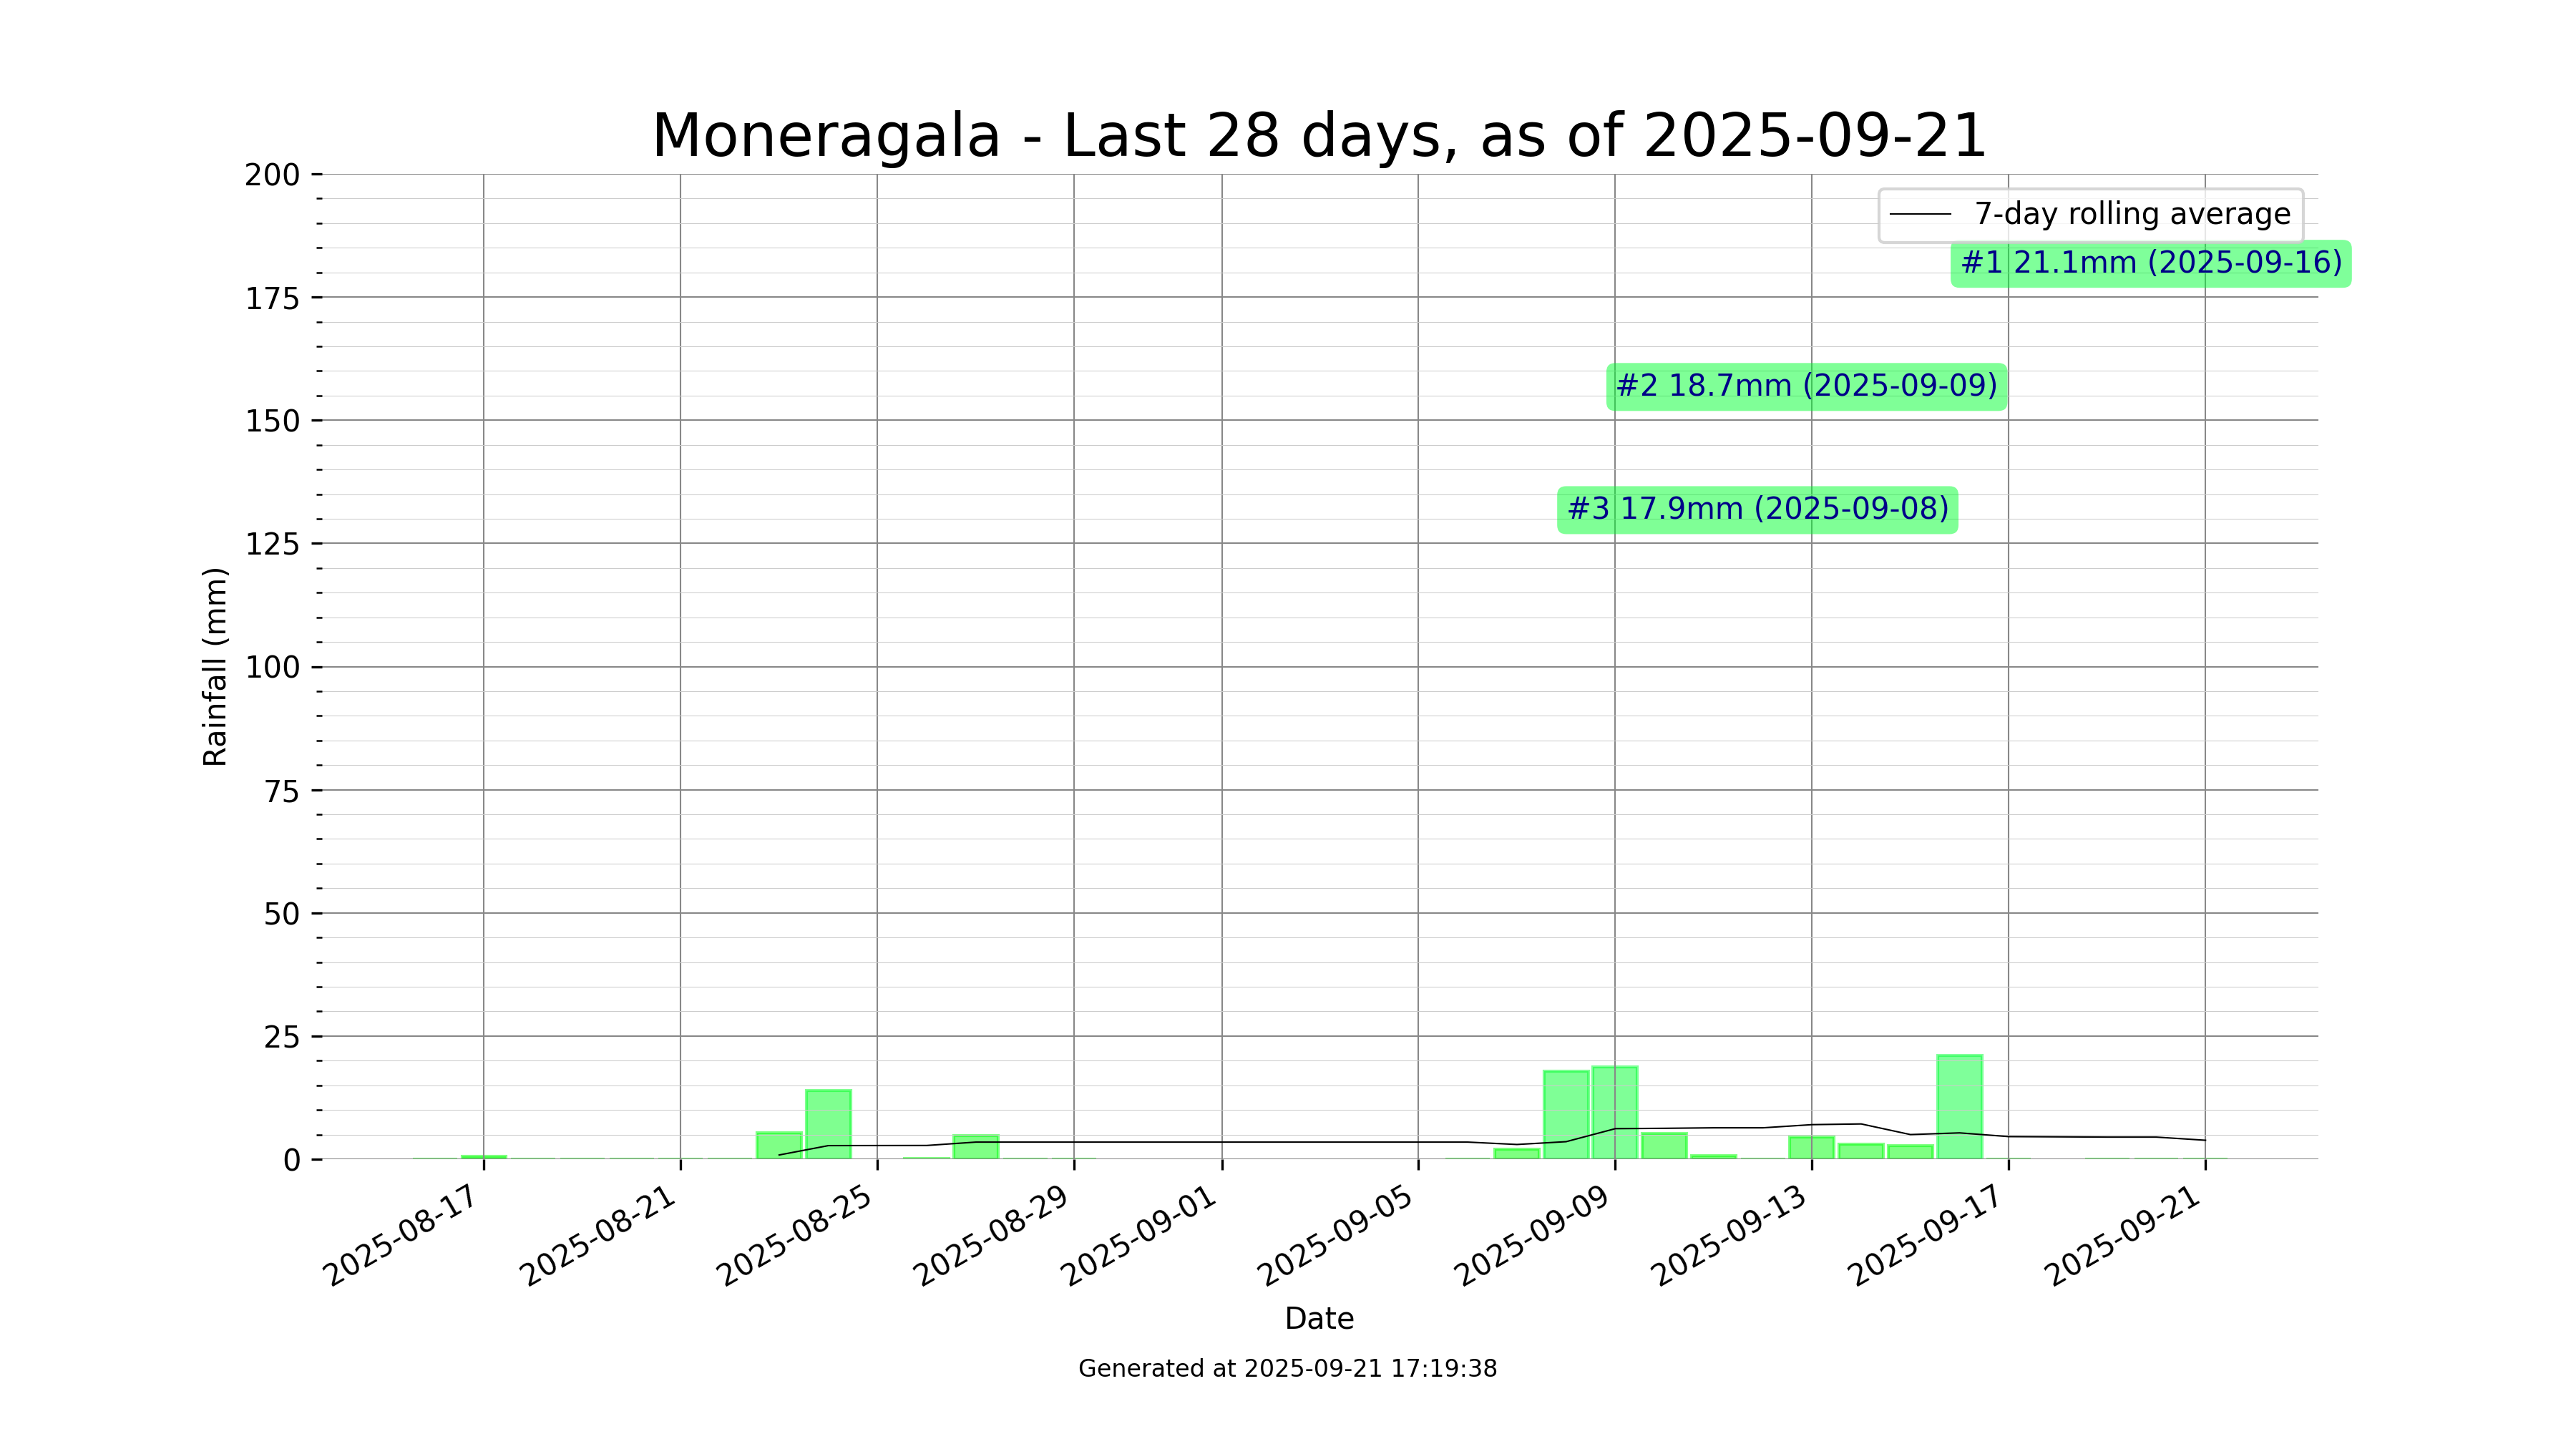 Moneragala - Last 28 days, as of 2025-09-21
200
175
150
125
100
75
50
25
0
Rainfall (mm)
7-day rolling average
#1 21.1mm (2025-09-16)
#2 18.7mm (2025-09-09)
#3 17.9mm (2025-09-08)
2025-08-17
2025-08-21
2025-08-25
2025-08-29
2025-09-01
2025-09-05
2025-09-09
2025-09-13
2025-09-17
2025-09-21
Date
Generated at 2025-09-21 17:19:38